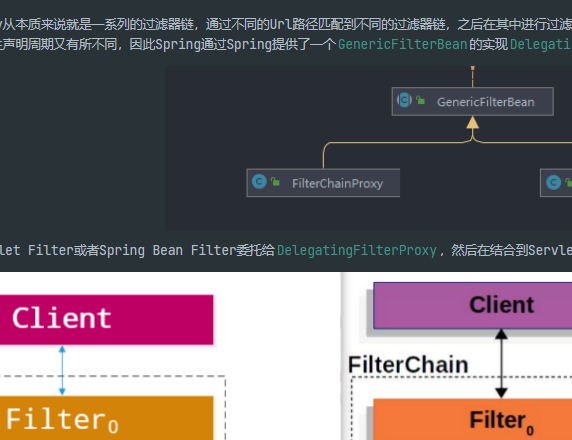 从本质来说就是一系列的过滤器链，通过不同的Url路径匹配到不同的过滤器链，之后在其中进行过滤
声明周期又有所不同，因此Spring通过Spring提供了一个GenericFilterBean的实现Delegati
GenericFilterBean
FilterChainProxy
let Filter或者Spring Bean Filter委托给DelegatingFilterProxy，然后在结合到Servle
Client
Client
FilterChain
Filter0
Filter0